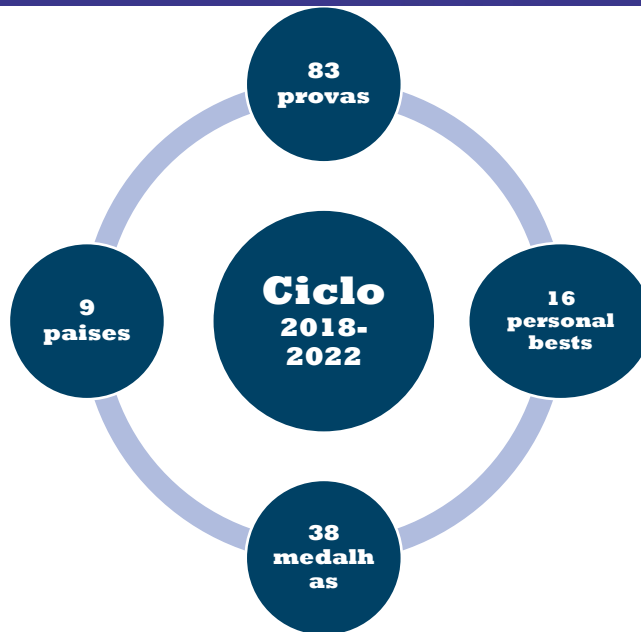 83
provas
9
paises
Ciclo
2018-
2022
16
personal
bests
38
medalh
as